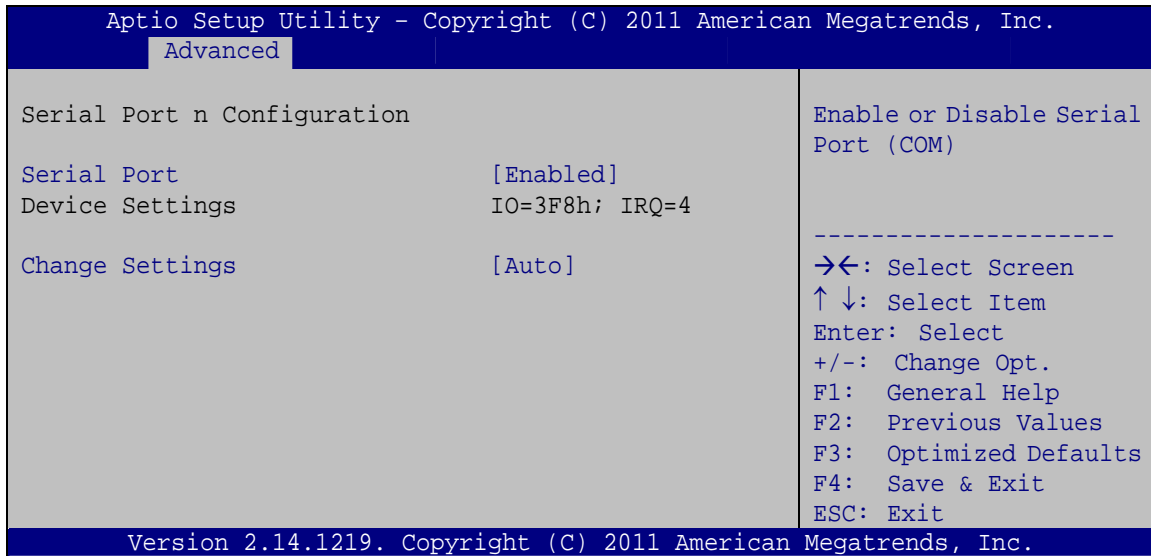 Aptio Setup Utility – Copyright (C) 2011 American Megatrends, Inc.
Advanced
Serial Port n Configuration
Serial Port [Enabled]
Device Settings IO=3F8h; IRQ=4
Change Settings [Auto]
Enable or Disable Serial
Port (COM)
---------------------
→←: Select Screen
↑ ↓: Select Item
Enter: Select
+/-: Change Opt.
F1: General Help
F2: Previous Values
F3: Optimized Defaults
F4: Save & Exit
ESC: Exit
Version 2.14.1219. Copyright (C) 2011 American Megatrends, Inc.